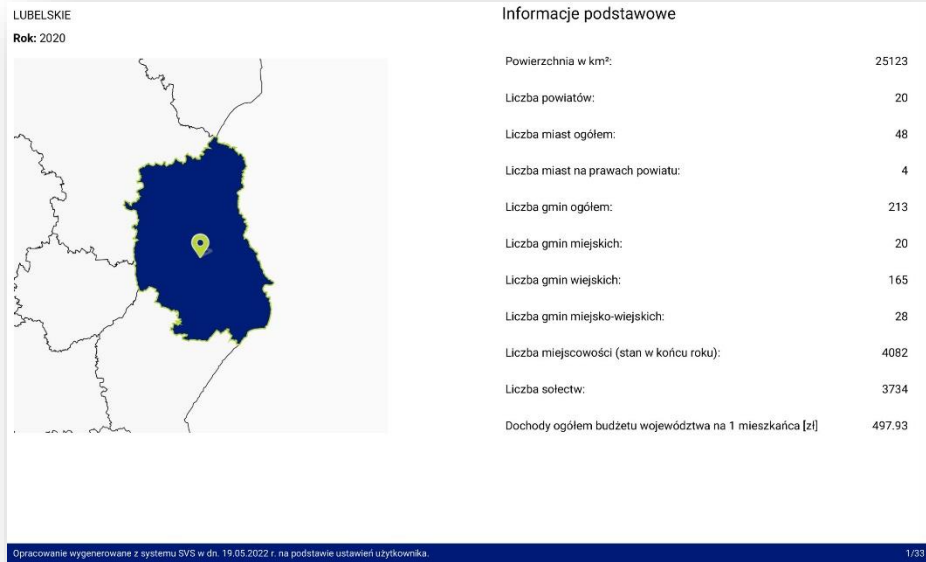 LUBELSKIE
Rok: 2020
Informacje podstawowe
Powierzchnia w km²: 25123
Liczba powiatów: 20
Liczba miast ogółem: 48
Liczba miast na prawach powiatu: 4
Liczba gmin ogółem: 213
Liczba gmin miejskich: 20
Liczba gmin wiejskich: 165
Liczba gmin miejsko-wiejskich: 28
Liczba miejscowości (stan w końcu roku): 4082
Liczba sołectw: 3734
Dochody ogółem budżetu województwa na 1 mieszkańca [zł] 497.93
Opracowanie wygenerowane z systemu SVS w dn. 19.05.2022 r. na podstawie ustawień użytkownika. 1/33